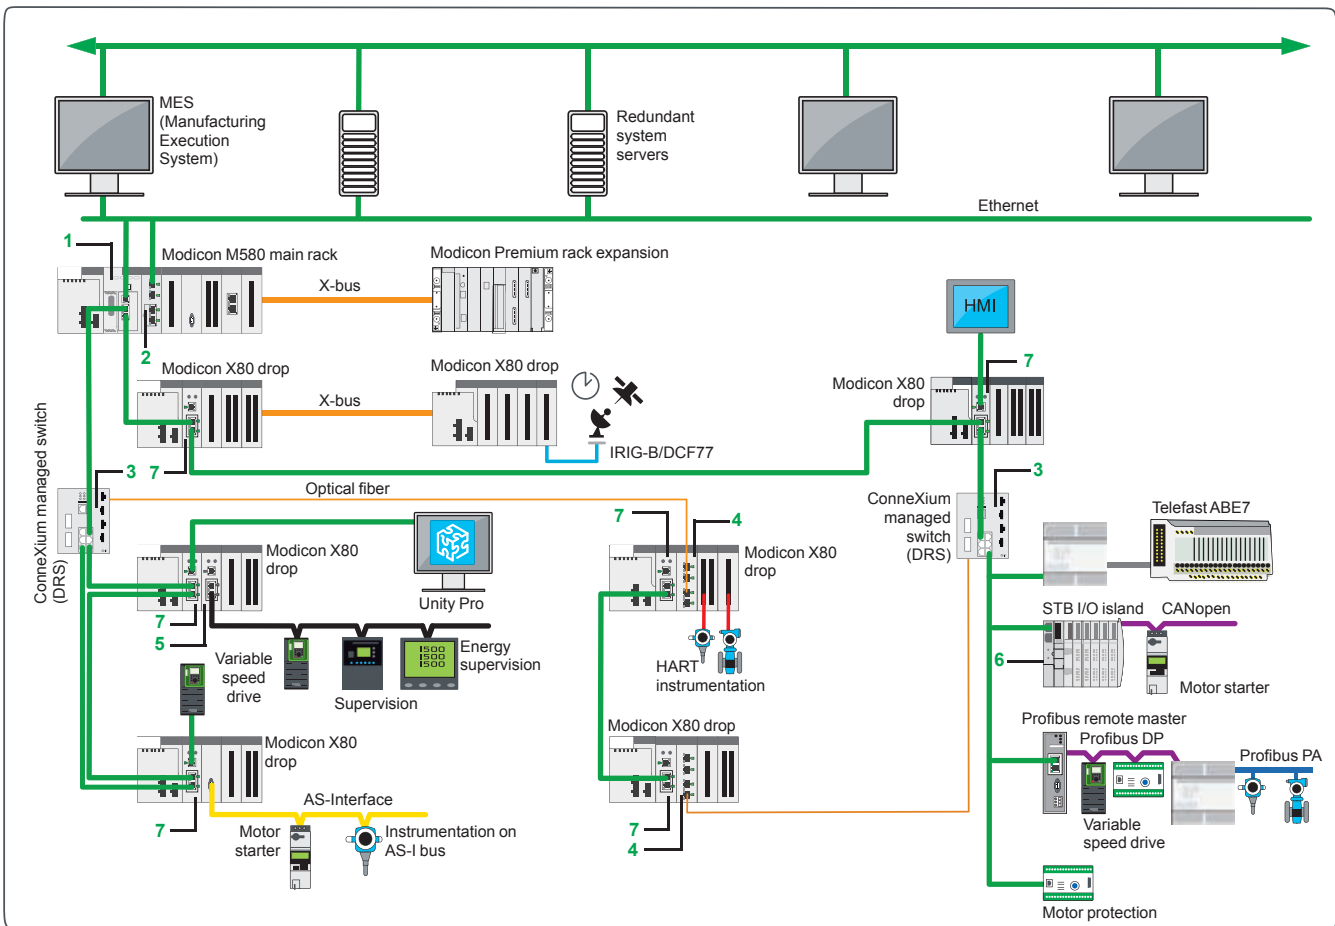 MES
(Manufacturing
Execution
System)
Redundant
system
servers
Ethernet
1
Modicon M580 main rack
Modicon Premium rack expansion
X-bus
HMI
2
Modicon X80 drop
Modicon X80 drop
7
Modicon X80
drop
X-bus
IRIG-B/DCF77
7
3
ConneXium managed switch
(DRS)
Optical fiber
3
ConneXium
managed
switch
(DRS)
Telefast ABE7
7
4
Modicon X80
drop
Modicon X80
drop
Unity Pro
7
5
STB I/O island
CANopen
Variable
speed
drive
1500
1500
1500
Energy
supervision
Supervision
HART
instrumentation
6
Motor starter
Modicon X80
drop
Modicon X80 drop
Profibus remote master
Profibus DP
Profibus PA
7
AS-Interface
Motor
starter
Instrumentation on
AS-I bus
7
4
Variable
speed drive
Motor protection